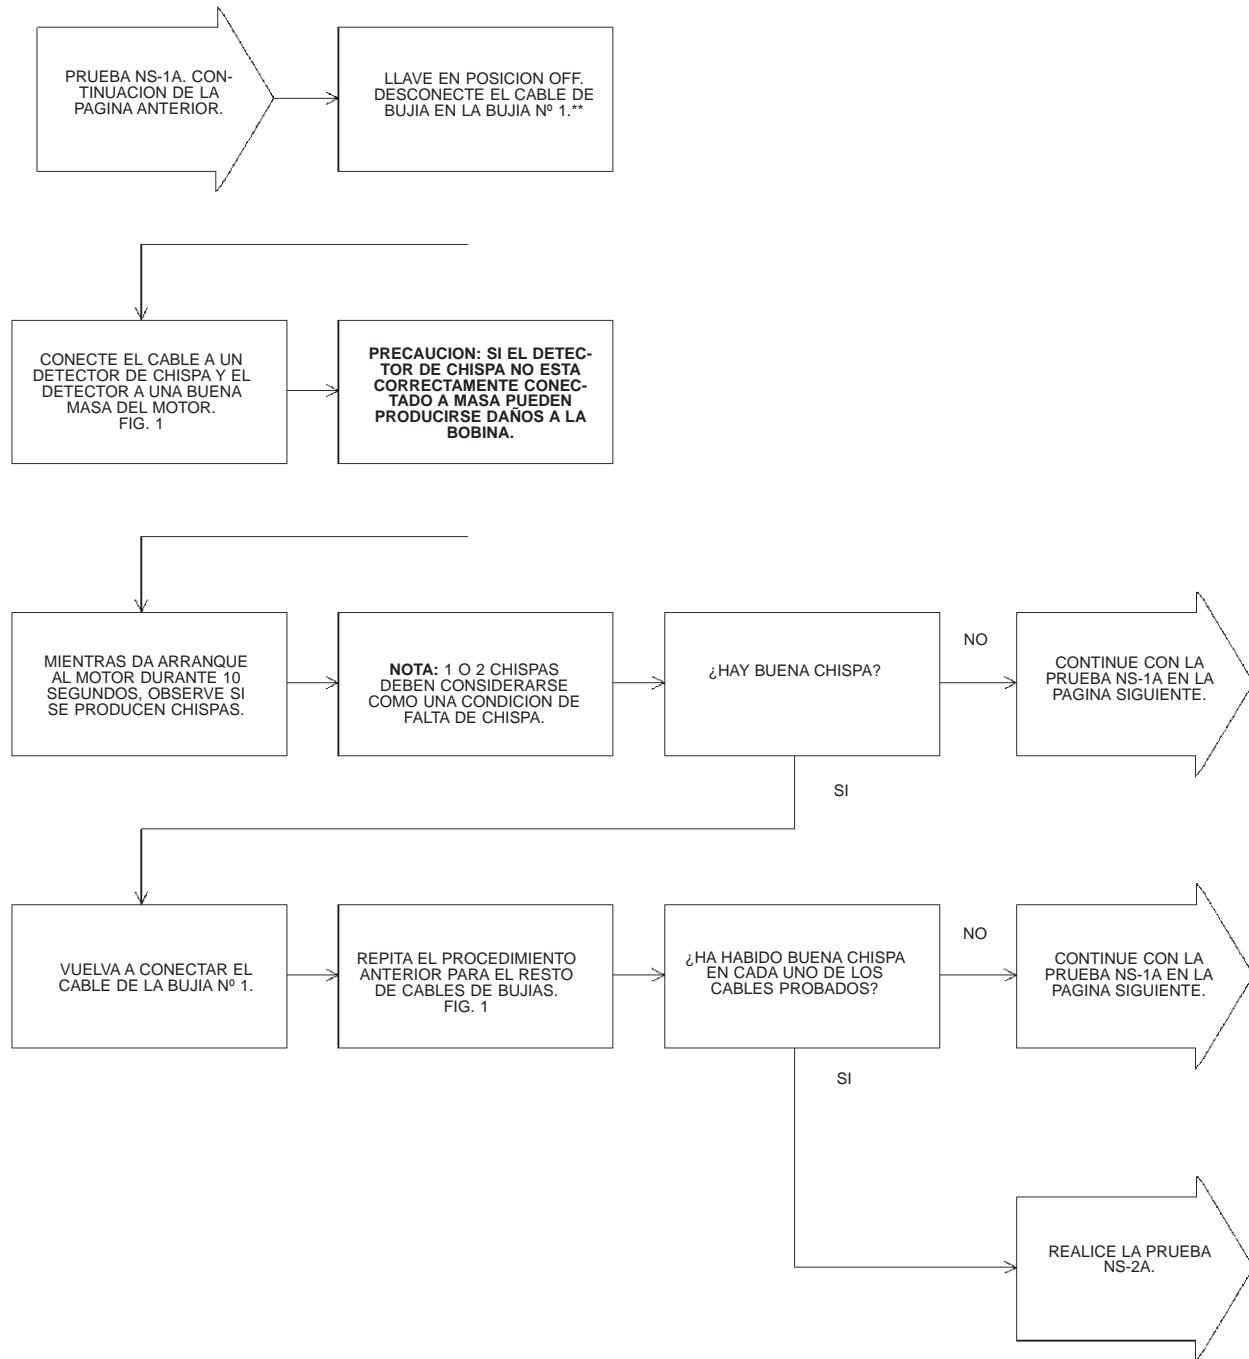 PRUEBA NS-1A. CON-
TINUACION DE LA
PAGINA ANTERIOR.
LLAVE EN POSICION OFF.
DESCONECTE EL CABLE DE
BUJIA EN LA BUJIA Nº 1.**
CONECTE EL CABLE A UN
DETECTOR DE CHISPA Y EL
DETECTOR A UNA BUENA
MASA DEL MOTOR.
FIG. 1
PRECAUCION: SI EL DETEC-
TOR DE CHISPA NO ESTA
CORRECTAMENTE CONEC-
TADO A MASA PUEDEN
PRODUCIRSE DAÑOS A LA
BOBINA.
MIENTRAS DA ARRANQUE
AL MOTOR DURANTE 10
SEGUNDOS, OBSERVE SI
SE PRODUCEN CHISPAS.
NOTA: 1 O 2 CHISPAS
DEBEN CONSIDERARSE
COMO UNA CONDICION DE
FALTA DE CHISPA.
¿HAY BUENA CHISPA?
NO
CONTINUE CON LA
PRUEBA NS-1A EN LA
PAGINA SIGUIENTE.
SI
VUELVA A CONECTAR EL
CABLE DE LA BUJIA Nº 1.
REPITA EL PROCEDIMIENTO
ANTERIOR PARA EL RESTO
DE CABLES DE BUJIAS.
FIG. 1
¿HA HABIDO BUENA CHISPA
EN CADA UNO DE LOS
CABLES PROBADOS?
NO
CONTINUE CON LA
PRUEBA NS-1A EN LA
PAGINA SIGUIENTE.
SI
REALICE LA PRUEBA
NS-2A.